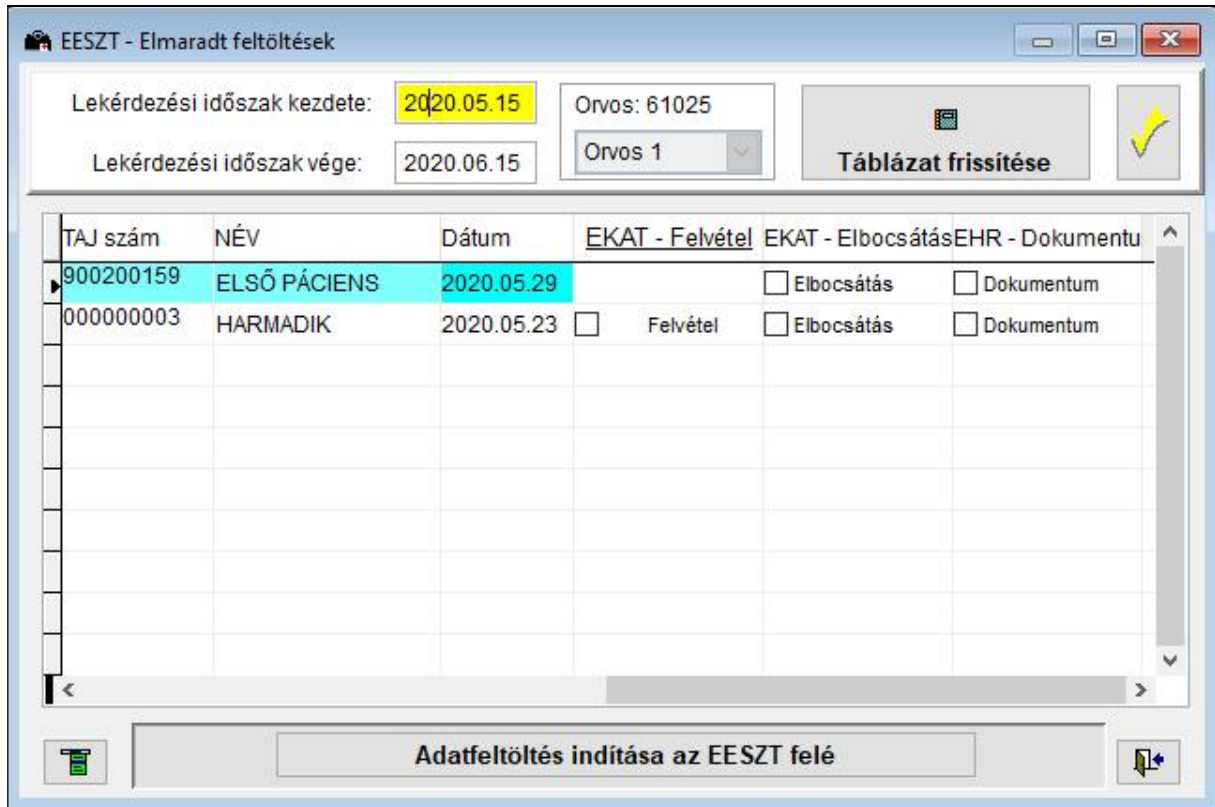 EESZT - Elmaradt feltöltések
Lekérdezési időszak kezdete: 2020.05.15
Orvos: 61025
Lekérdezési időszak vége: 2020.06.15
Orvos 1
Táblázat frissítése
TAJ szám NÉV Dátum EKAT - Felvétel EKAT - Elbocsátás EHR - Dokumentu
900200159 ELSŐ PÁCIENS 2020.05.29 Elbocsátás Dokumentum
000000003 HARMADIK 2020.05.23 Felvétel Elbocsátás Dokumentum
Adatfeltöltés indítása az EESZT felé